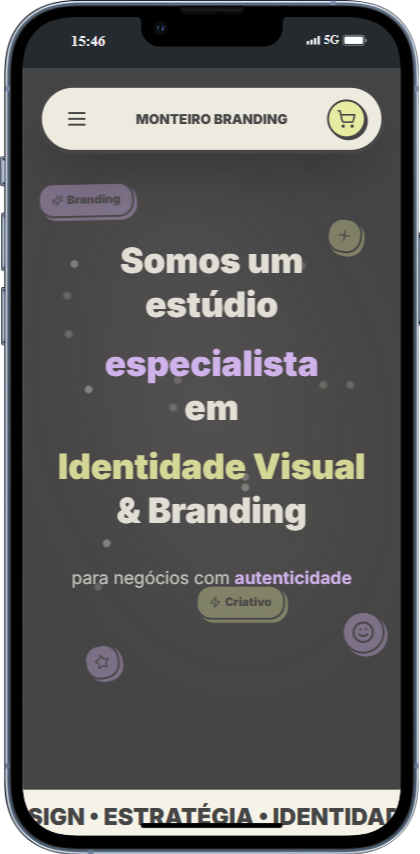 15:46
5G
MONTEIRO BRANDING
Branding
Somos um
estúdio
especialista
em
Identidade Visual
& Branding
para negócios com autenticidade
Criativo
SIGN • ESTRATÉGIA • IDENTIDAD